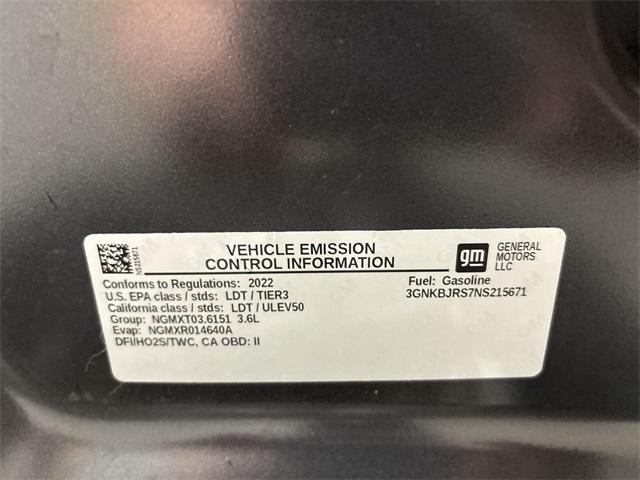 VEHICLE EMISSION
CONTROL INFORMATION
gm
GENERAL
MOTORS
LLC
NS215671
Conforms to Regulations: 2022
Fuel: Gasoline
U.S. EPA class / stds: LDT / TIER3
3GNKBJRS7NS215671
California class / stds: LDT / ULEV50
Group: NGMXT03.6151 3.6L
Evap: NGMXR014640A
DFI/HO2S/TWC, CA OBD: II